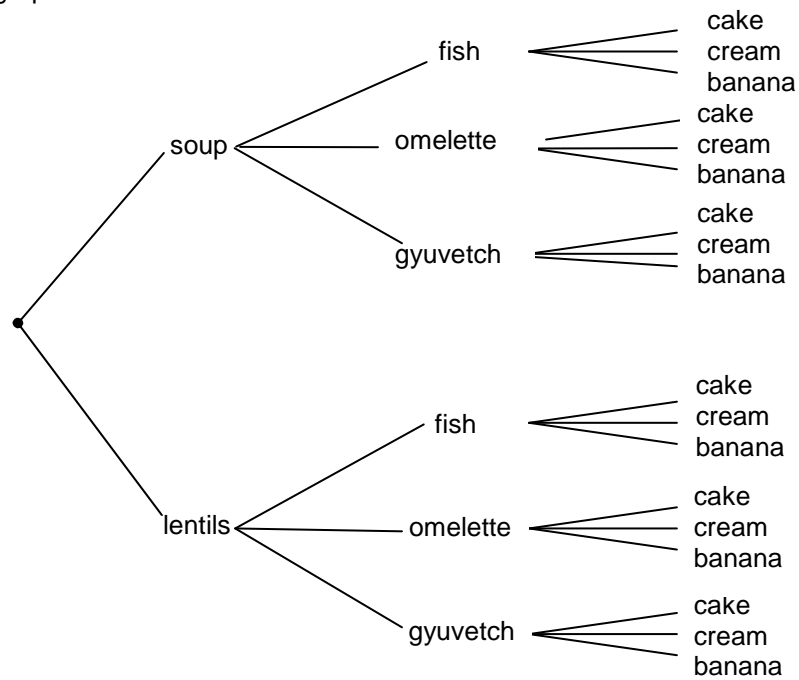 cake
fish
cream
banana
cake
soup
omelette
cream
banana
cake
gyuvetch
cream
banana
cake
fish
cream
banana
cake
lentils
omelette
cream
banana
cake
gyuvetch
cream
banana